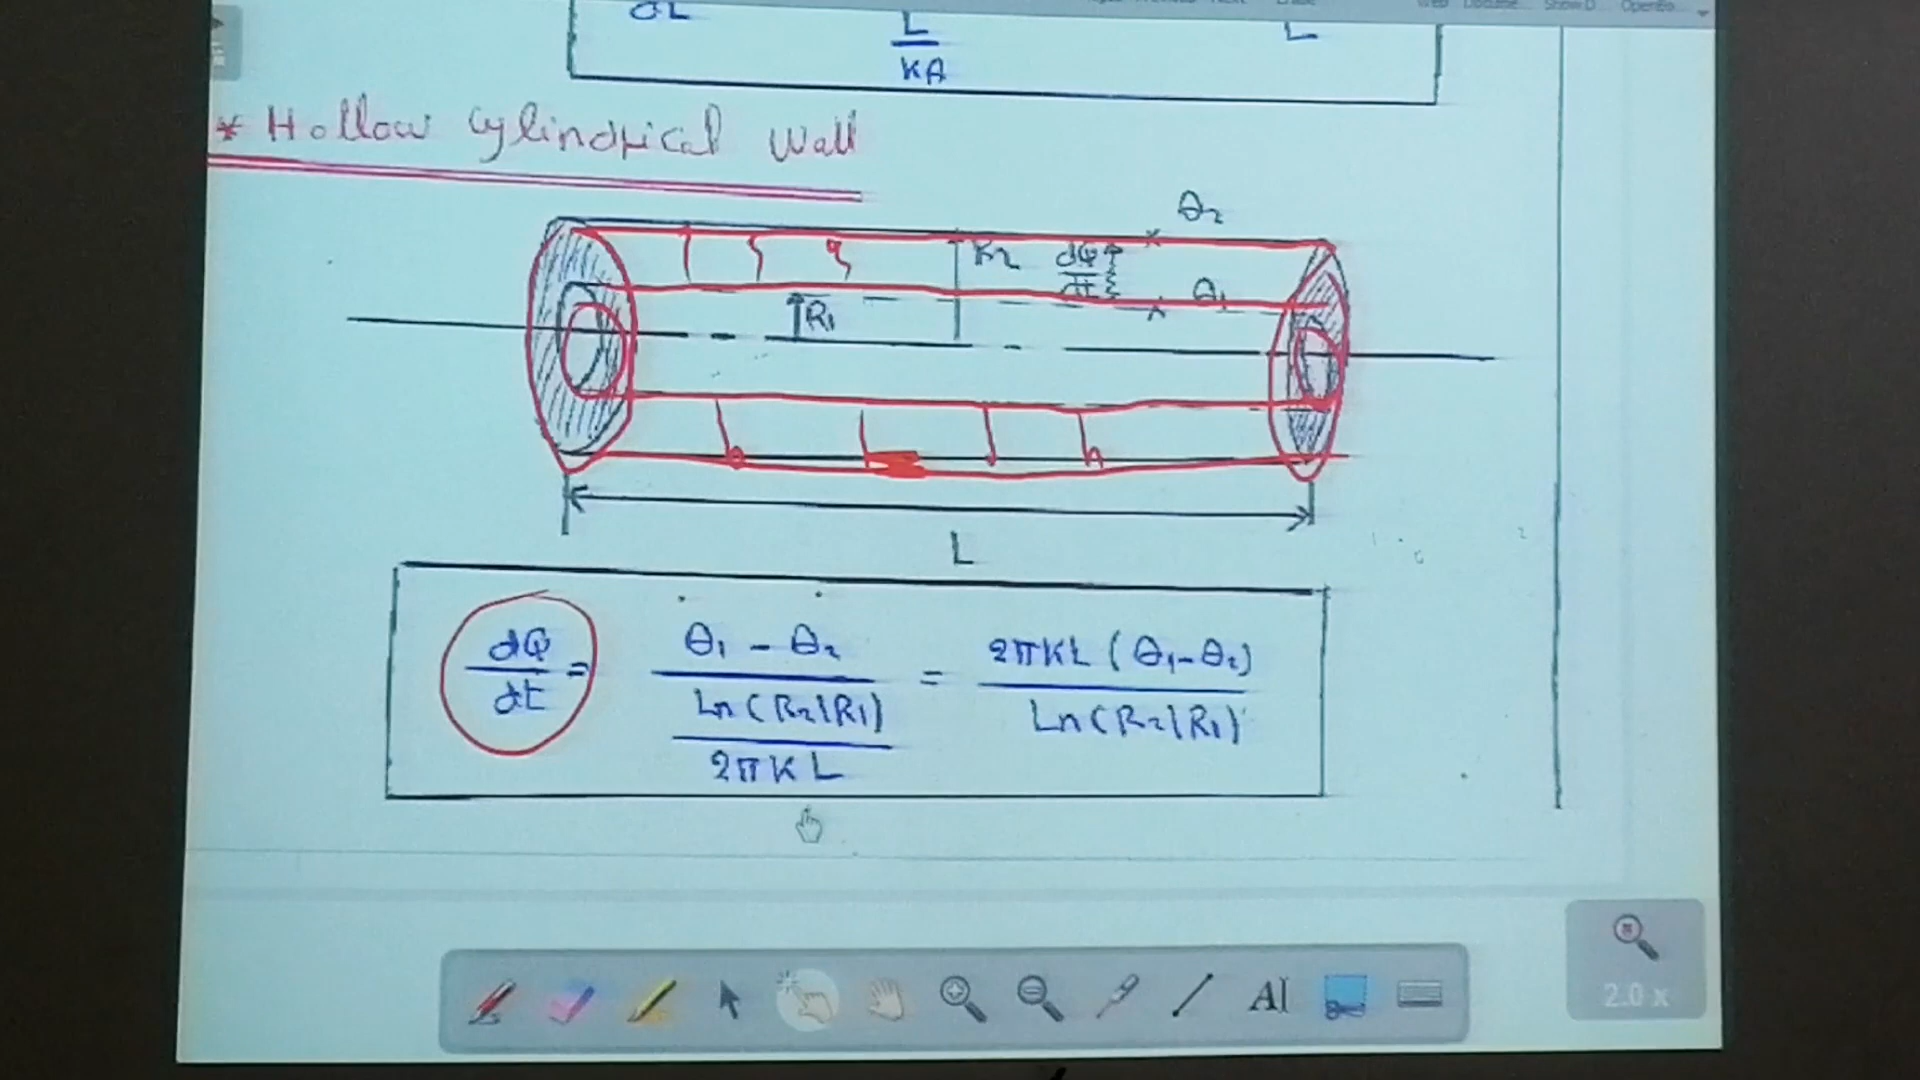 L
KA
* Hollow cylindrical wall
θ₂
R₂ dQ/dt
θ₁
R₁
L
dQ/dt = (θ₁ - θ₂) / (Ln(R₂/R₁) / 2πKL) = 2πKL(θ₁-θ₂) / Ln(R₂/R₁)
AI
2.0 x